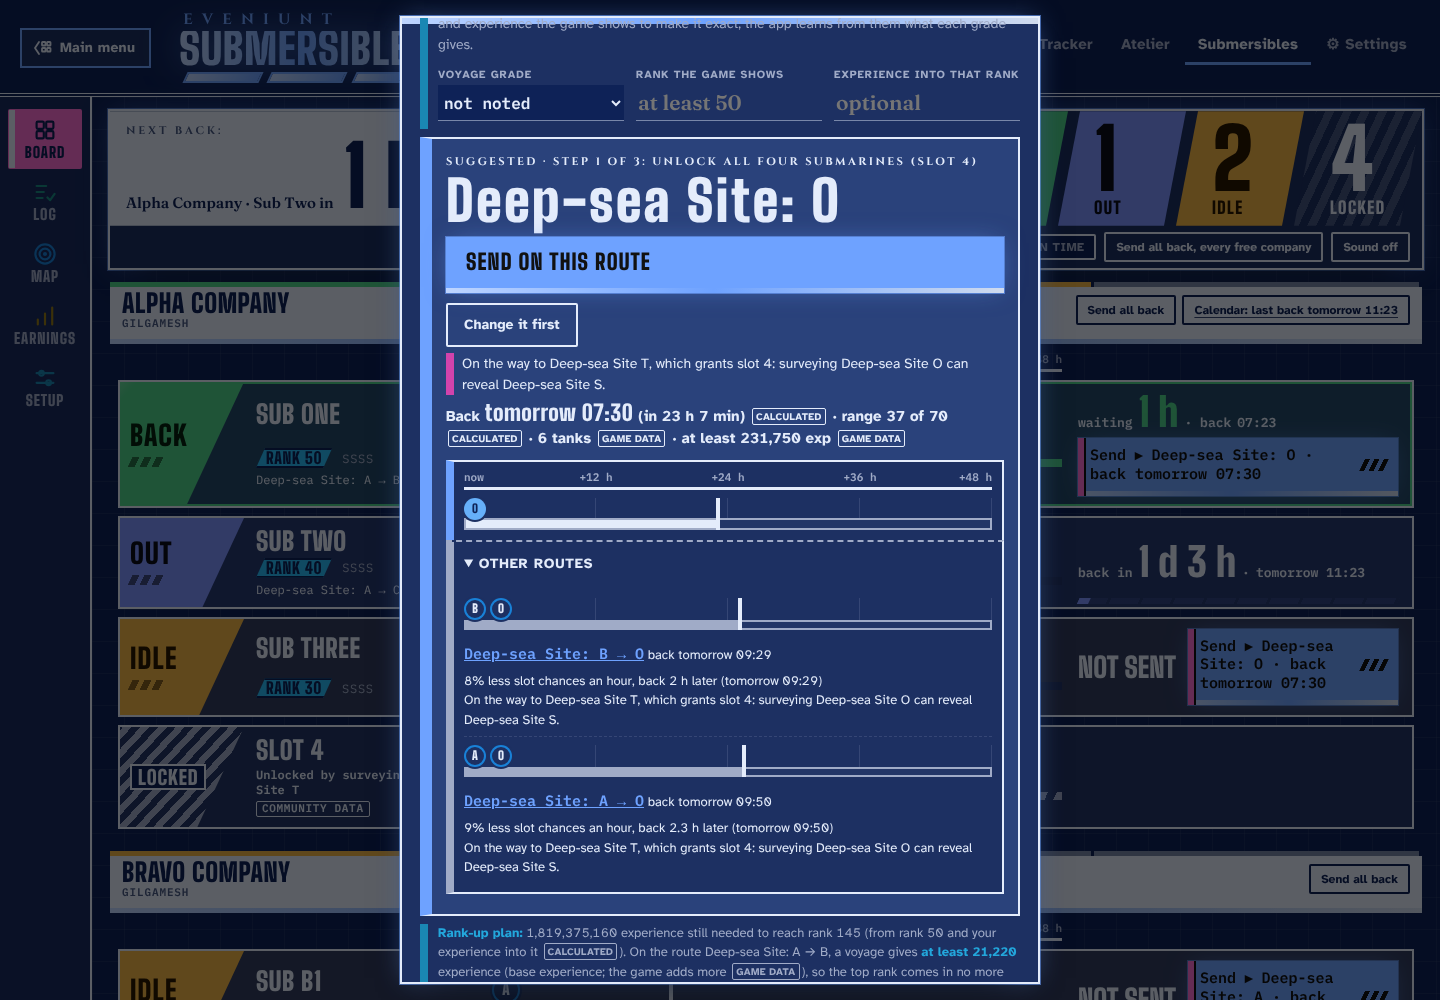 Main menu
EVENIUNT
SUBMERSIBLE
Tracker
Atelier
Submersibles
Settings
BOARD
LOG
MAP
EARNINGS
SETUP
NEXT BACK:
Alpha Company · Sub Two in
1
1
OUT
2
IDLE
4
LOCKED
N TIME
Send all back, every free company
Sound off
ALPHA COMPANY
GILGAMESH
Send all back
Calendar: last back tomorrow 11:23
8 h
BACK
SUB ONE
RANK 50
SSSS
Deep-sea Site: A → B
waiting 1 h · back 07:23
Send ▶ Deep-sea Site: O ·
back tomorrow 07:30
OUT
SUB TWO
RANK 40
SSSS
Deep-sea Site: A → O
back in 1 d 3 h · tomorrow 11:23
IDLE
SUB THREE
RANK 30
SSSS
NOT SENT
Send ▶ Deep-sea
Site: O · back
tomorrow 07:30
LOCKED
SLOT 4
Unlocked by surveyin
Site T
COMMUNITY DATA
BRAVO COMPANY
GILGAMESH
Send all back
8 h
IDLE
SUB B1
A
NOT SENT
Send ▶ Deep-sea
Site: A · back
and experience the game shows to make it exact, the app learns from them what each grade
gives.
VOYAGE GRADE
RANK THE GAME SHOWS
EXPERIENCE INTO THAT RANK
not noted
at least 50
optional
SUGGESTED · STEP 1 OF 3: UNLOCK ALL FOUR SUBMARINES (SLOT 4)
Deep-sea Site: O
SEND ON THIS ROUTE
Change it first
On the way to Deep-sea Site T, which grants slot 4: surveying Deep-sea Site O can
reveal Deep-sea Site S.
Back tomorrow 07:30 (in 23 h 7 min) CALCULATED · range 37 of 70
CALCULATED · 6 tanks GAME DATA · at least 231,750 exp GAME DATA
now +12 h +24 h +36 h +48 h
O
▼ OTHER ROUTES
B O
Deep-sea Site: B → O back tomorrow 09:29
8% less slot chances an hour, back 2 h later (tomorrow 09:29)
On the way to Deep-sea Site T, which grants slot 4: surveying Deep-sea Site O can reveal
Deep-sea Site S.
A O
Deep-sea Site: A → O back tomorrow 09:50
9% less slot chances an hour, back 2.3 h later (tomorrow 09:50)
On the way to Deep-sea Site T, which grants slot 4: surveying Deep-sea Site O can reveal
Deep-sea Site S.
Rank-up plan: 1,819,375,160 experience still needed to reach rank 145 (from rank 50 and your
experience into it CALCULATED ). On the route Deep-sea Site: A → B, a voyage gives at least 21,220
experience (base experience; the game adds more GAME DATA ), so the top rank comes in no more